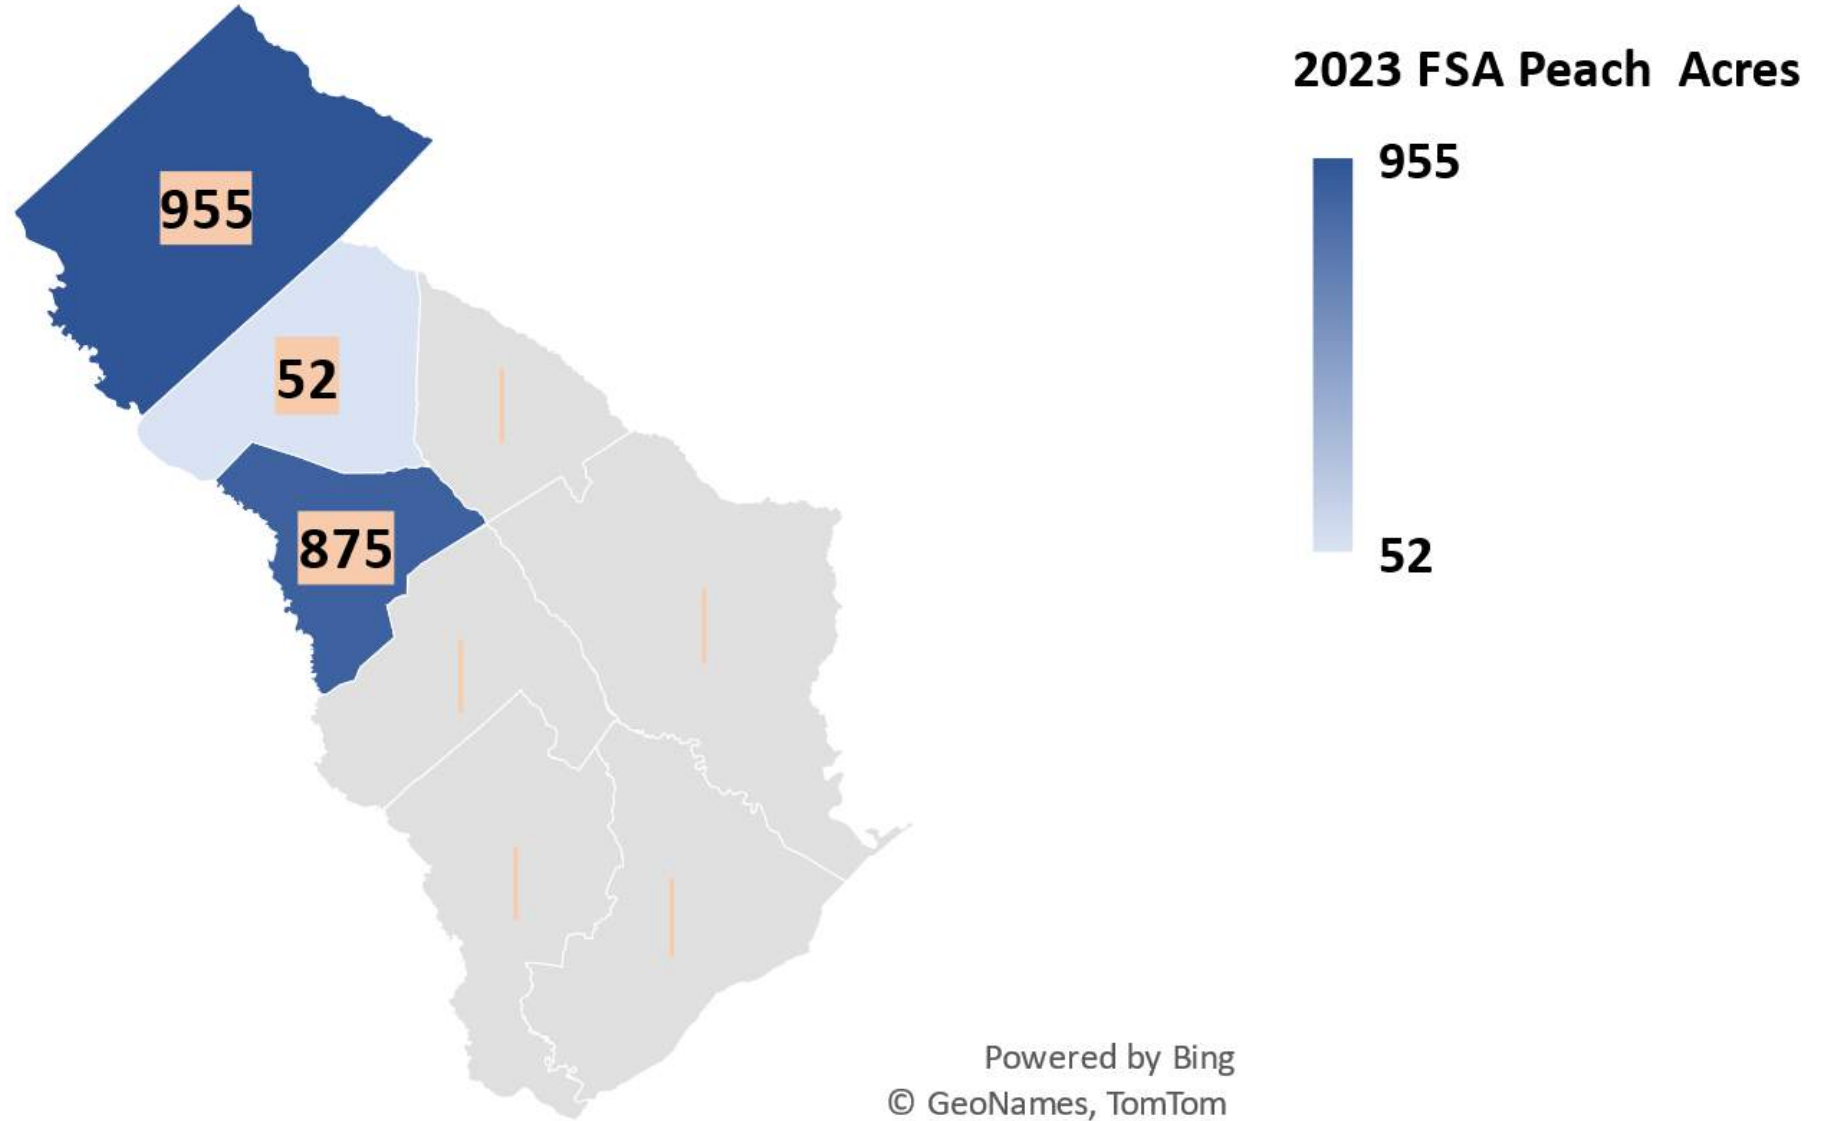 2023 FSA Peach Acres
955
955
52
52
875
Powered by Bing
© GeoNames, TomTom